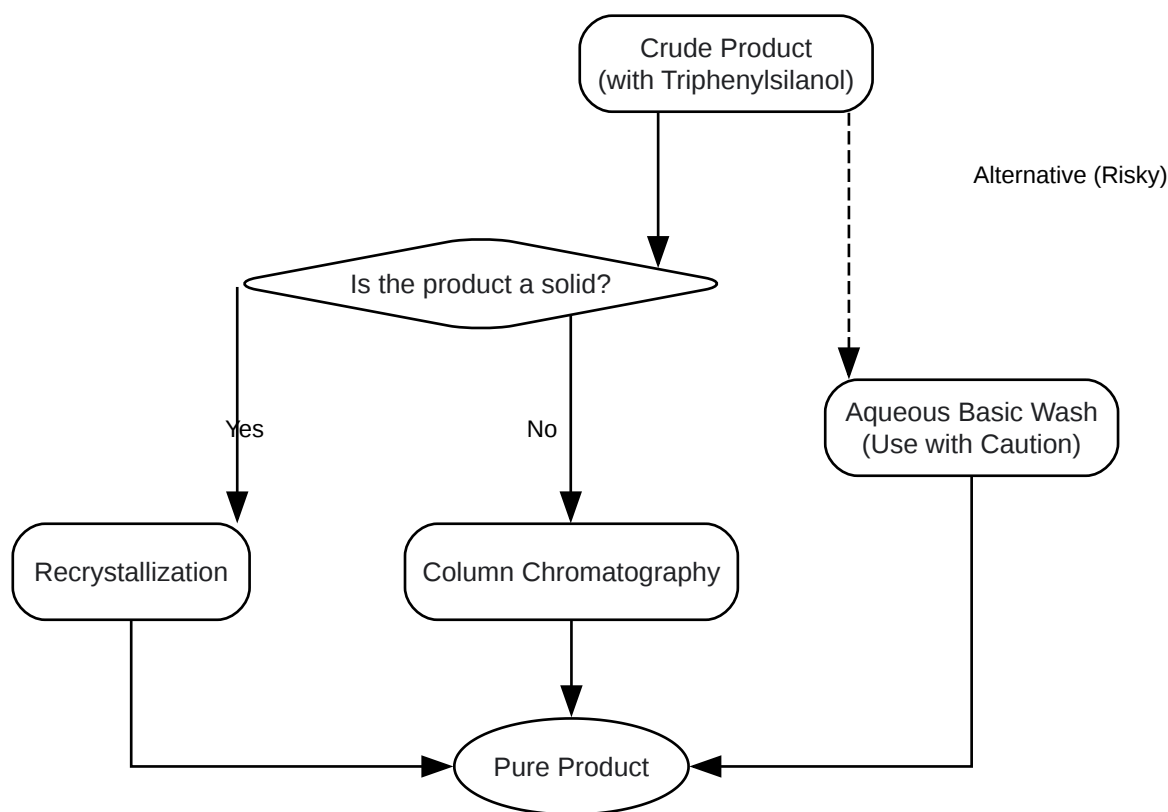 Crude Product
(with Triphenylsilanol)
Alternative (Risky)
Is the product a solid?
Yes
No
Aqueous Basic Wash
(Use with Caution)
Recrystallization
Column Chromatography
Pure Product